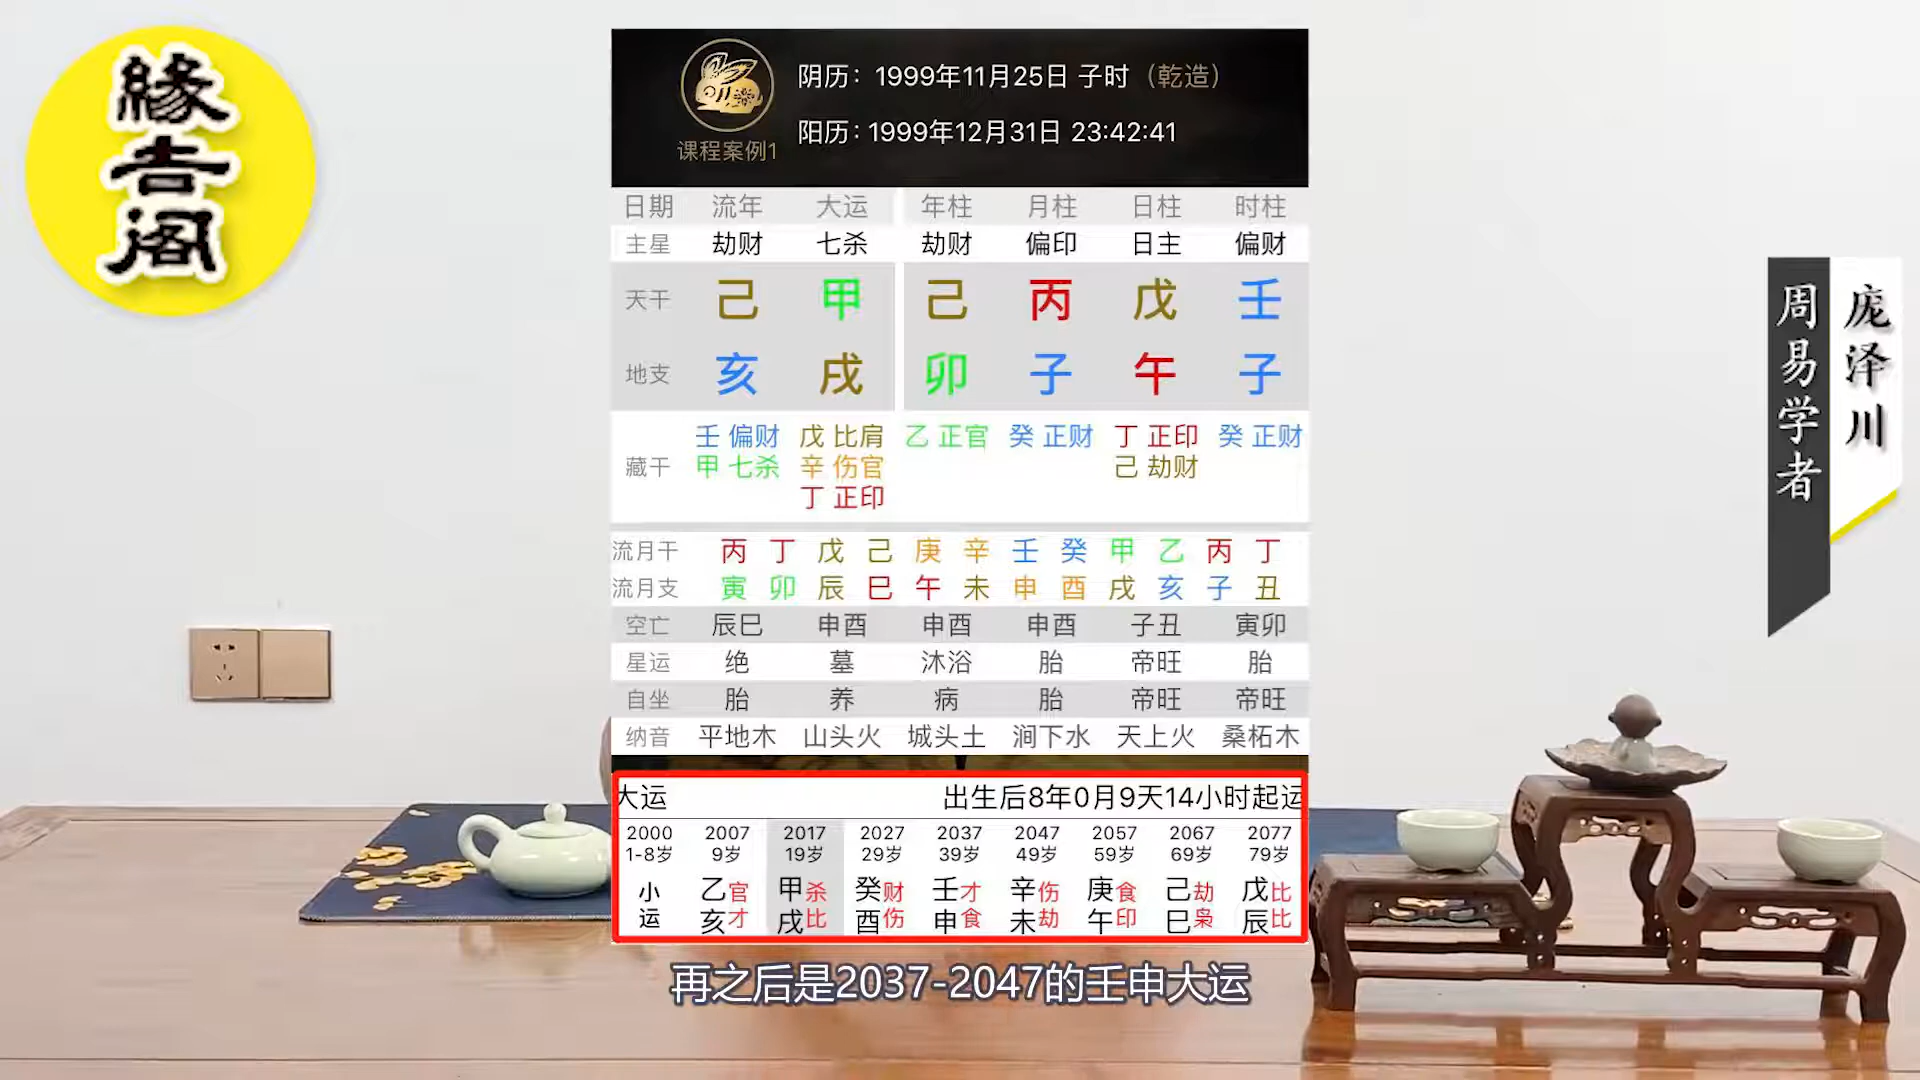 緣吉阁
阴历：1999年11月25日 子时（乾造）
课程案例1
阳历：1999年12月31日 23:42:41
日期 流年 大运 年柱 月柱 日柱 时柱
主星 劫财 七杀 劫财 偏印 日主 偏财
天干 己 甲 己 丙 戊 壬
地支 亥 戌 卯 子 午 子
藏干 壬 偏财 戊 比肩 乙 正官 癸 正财 丁 正印 癸 正财
甲 七杀 辛 伤官 己 劫财
丁 正印
流月干 丙 丁 戊 己 庚 辛 壬 癸 甲 乙 丙 丁
流月支 寅 卯 辰 巳 午 未 申 酉 戌 亥 子 丑
空亡 辰巳 申酉 申酉 申酉 子丑 寅卯
星运 绝 墓 沐浴 胎 帝旺 胎
自坐 胎 养 病 胎 帝旺 帝旺
纳音 平地木 山头火 城头土 涧下水 天上火 桑柘木
大运 出生后8年0月9天14小时起运
2000 2007 2017 2027 2037 2047 2057 2067 2077
1-8岁 9岁 19岁 29岁 39岁 49岁 59岁 69岁 79岁
小 乙官 甲杀 癸财 壬才 辛伤 庚食 己劫 戊比
运 亥才 戌比 酉伤 申食 未劫 午印 巳枭 辰比
再之后是2037-2047的壬申大运
庞泽川
周易学者